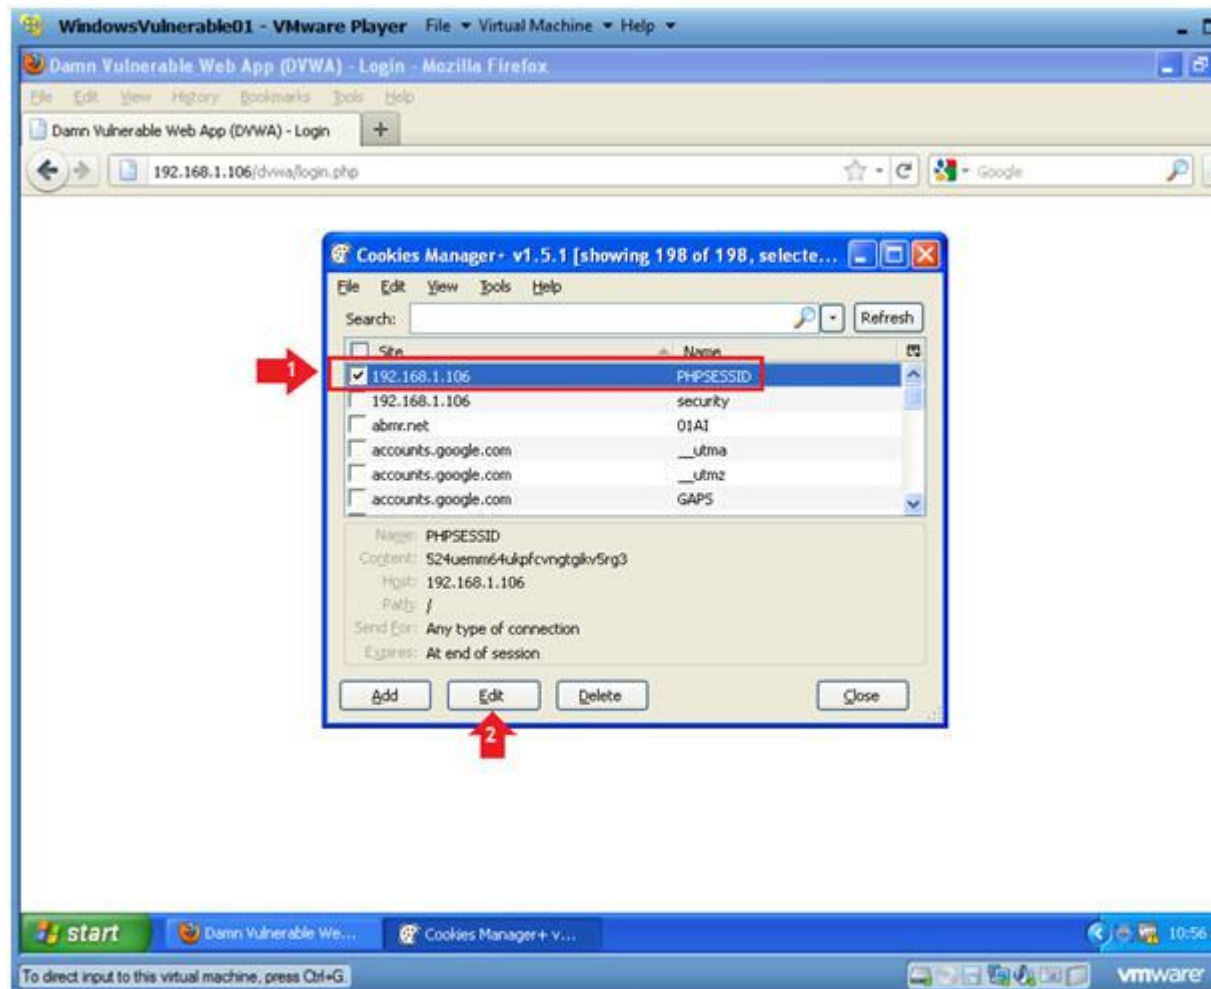 WindowsVulnerable01 - VMware Player File Virtual Machine Help
Damn Vulnerable Web App (DVWA) - Login - Mozilla Firefox
File Edit View History Bookmarks Tools Help
Damn Vulnerable Web App (DVWA) - Login +
192.168.1.106/dvwa/login.php Google
Cookies Manager+ v1.5.1 [showing 198 of 198, selecte...
File Edit View Tools Help
Search: Refresh
Site Name
1
192.168.1.106 PHPSESSID
192.168.1.106 security
abmr.net 01AI
accounts.google.com __utma
accounts.google.com __utmz
accounts.google.com GAPS
Name: PHPSESSID
Content: 524uemm64ukpfcvngtgikv5rg3
Host: 192.168.1.106
Path: /
Send For: Any type of connection
Expires: At end of session
Add Edit Delete Close
2
start Damn Vulnerable We... Cookies Manager+ v... 10:56
To direct input to this virtual machine, press Ctrl+G. vmware